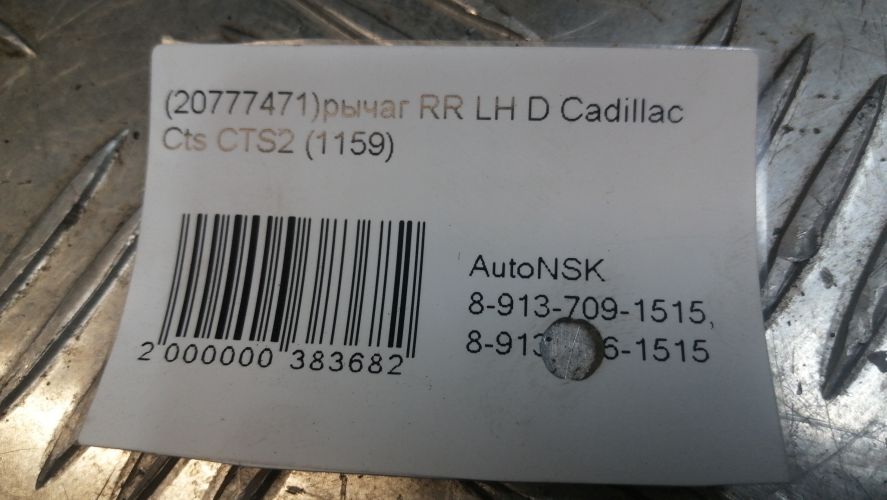 (20777471)рычаг RR LH D Cadillac
Cts CTS2 (1159)
AutoNSK
8-913-709-1515,
2 000000 383682